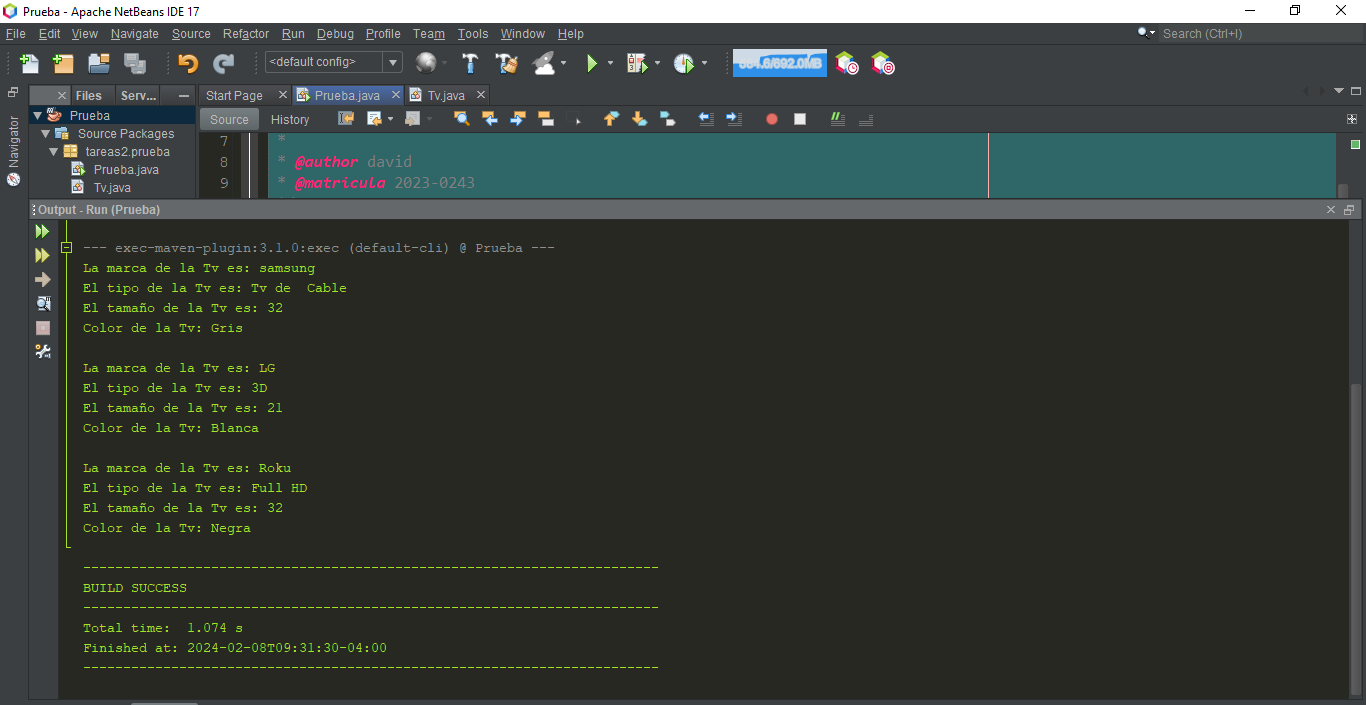 Prueba - Apache NetBeans IDE 17
File Edit View Navigate Source Refactor Run Debug Profile Team Tools Window Help
Search (Ctrl+I)
<default config>
692.0MB
Files Serv... Start Page Prueba.java Tv.java
Navigator
Prueba
Source Packages
tareas2.prueba
Prueba.java
Tv.java
Source History
7 *
8 * @author david
9 * @matrícula 2023-0243
Output - Run (Prueba)
--- exec-maven-plugin:3.1.0:exec (default-cli) @ Prueba ---
La marca de la Tv es: samsung
El tipo de la Tv es: Tv de  Cable
El tamaño de la Tv es: 32
Color de la Tv: Gris
La marca de la Tv es: LG
El tipo de la Tv es: 3D
El tamaño de la Tv es: 21
Color de la Tv: Blanca
La marca de la Tv es: Roku
El tipo de la Tv es: Full HD
El tamaño de la Tv es: 32
Color de la Tv: Negra
------------------------------------------------------------------------
BUILD SUCCESS
------------------------------------------------------------------------
Total time:  1.074 s
Finished at: 2024-02-08T09:31:30-04:00
------------------------------------------------------------------------